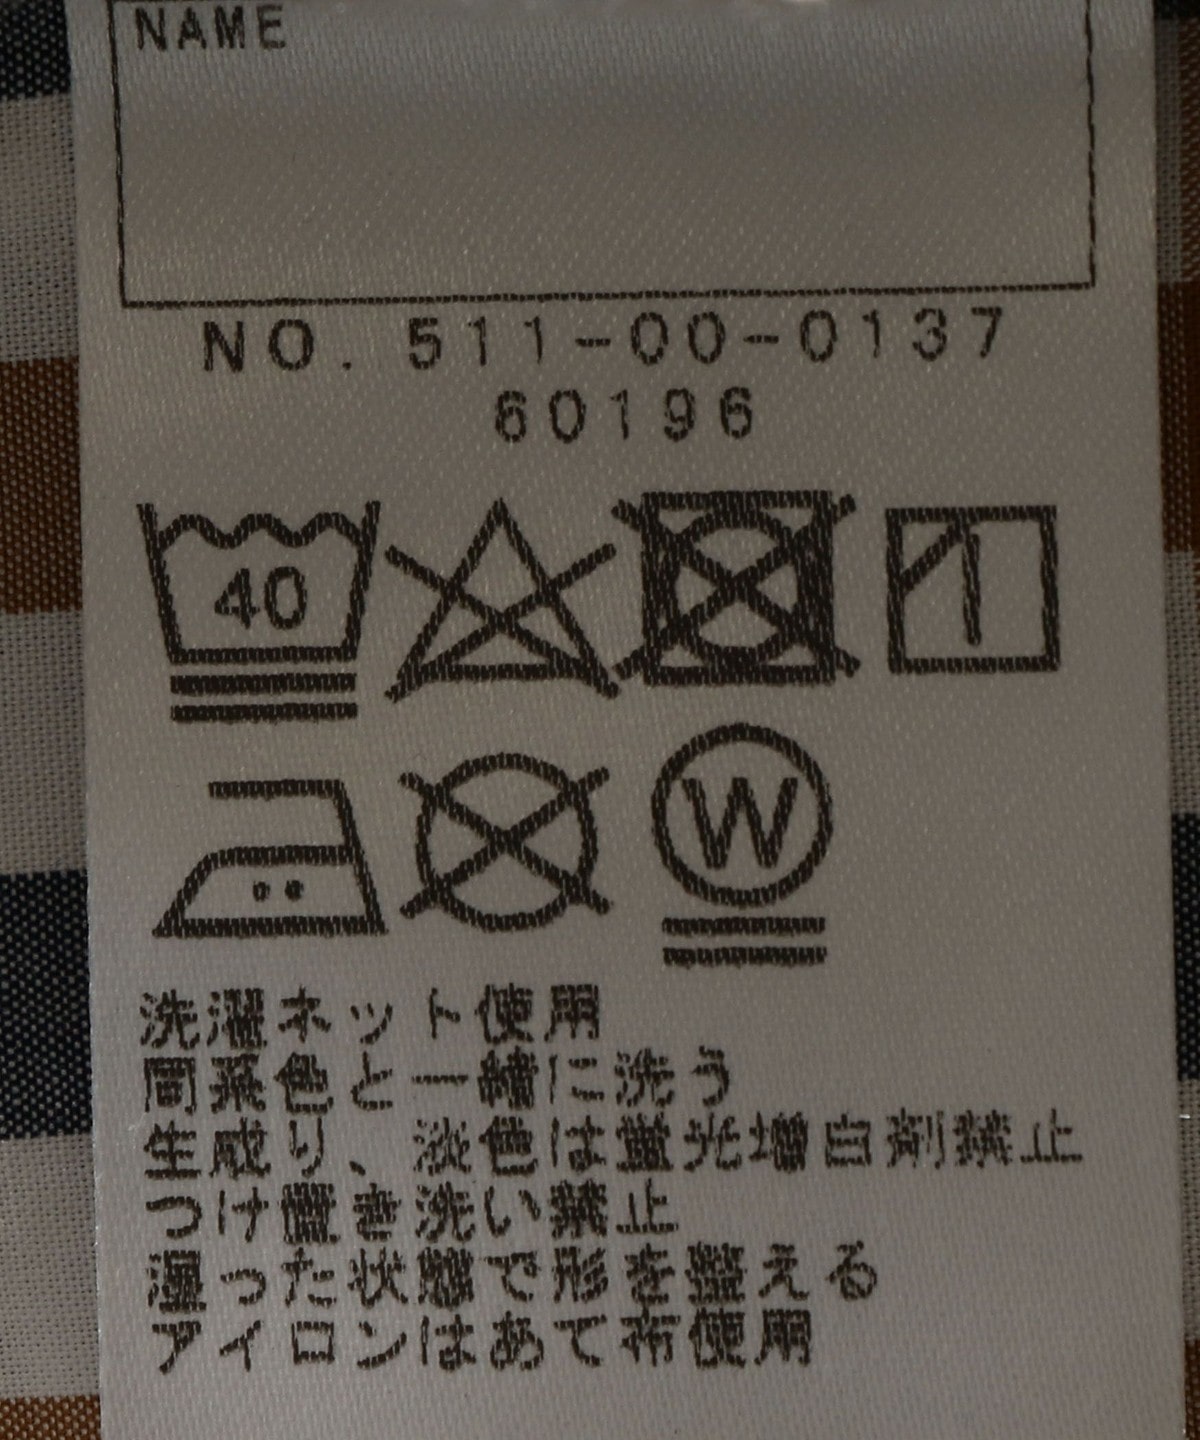 NAME
NO. 511-00-0137
60196
40
W
洗濯ネット使用
同系色と一緒に洗う
生成り、淡色は蛍光増白剤禁止
つけ置き洗い禁止
湿った状態で形を整える
アイロンはあて布使用